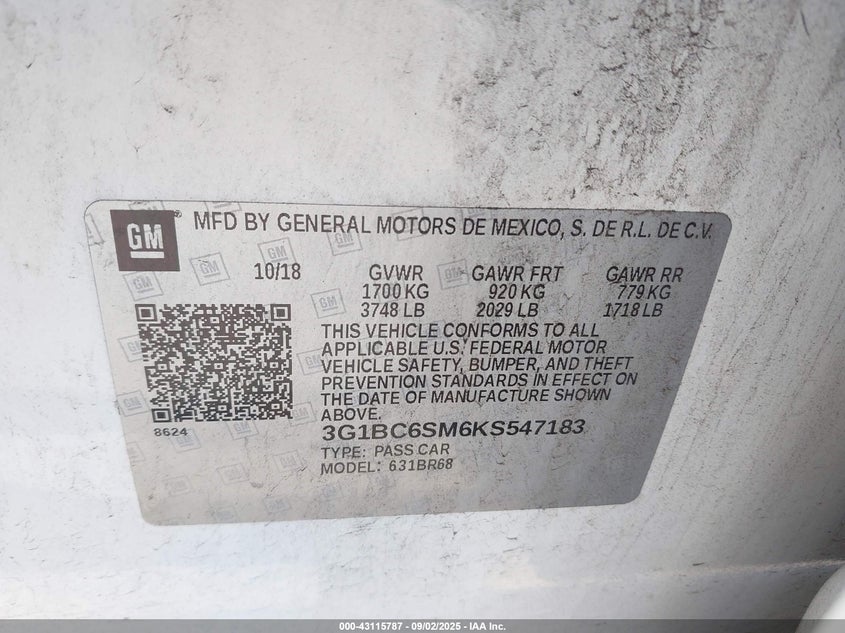 GM
®
MFD BY GENERAL MOTORS DE MEXICO, S. DE R.L. DE C.V.
10/18 GVWR GAWR FRT GAWR RR
1700 KG 920 KG 779 KG
3748 LB 2029 LB 1718 LB
THIS VEHICLE CONFORMS TO ALL
APPLICABLE U.S. FEDERAL MOTOR
VEHICLE SAFETY, BUMPER, AND THEFT
PREVENTION STANDARDS IN EFFECT ON
THE DATE OF MANUFACTURE SHOWN
ABOVE.
8624
3G1BC6SM6KS547183
TYPE: PASS CAR
MODEL: 631BR68
000-43115787 - 09/02/2025 - IAA Inc.